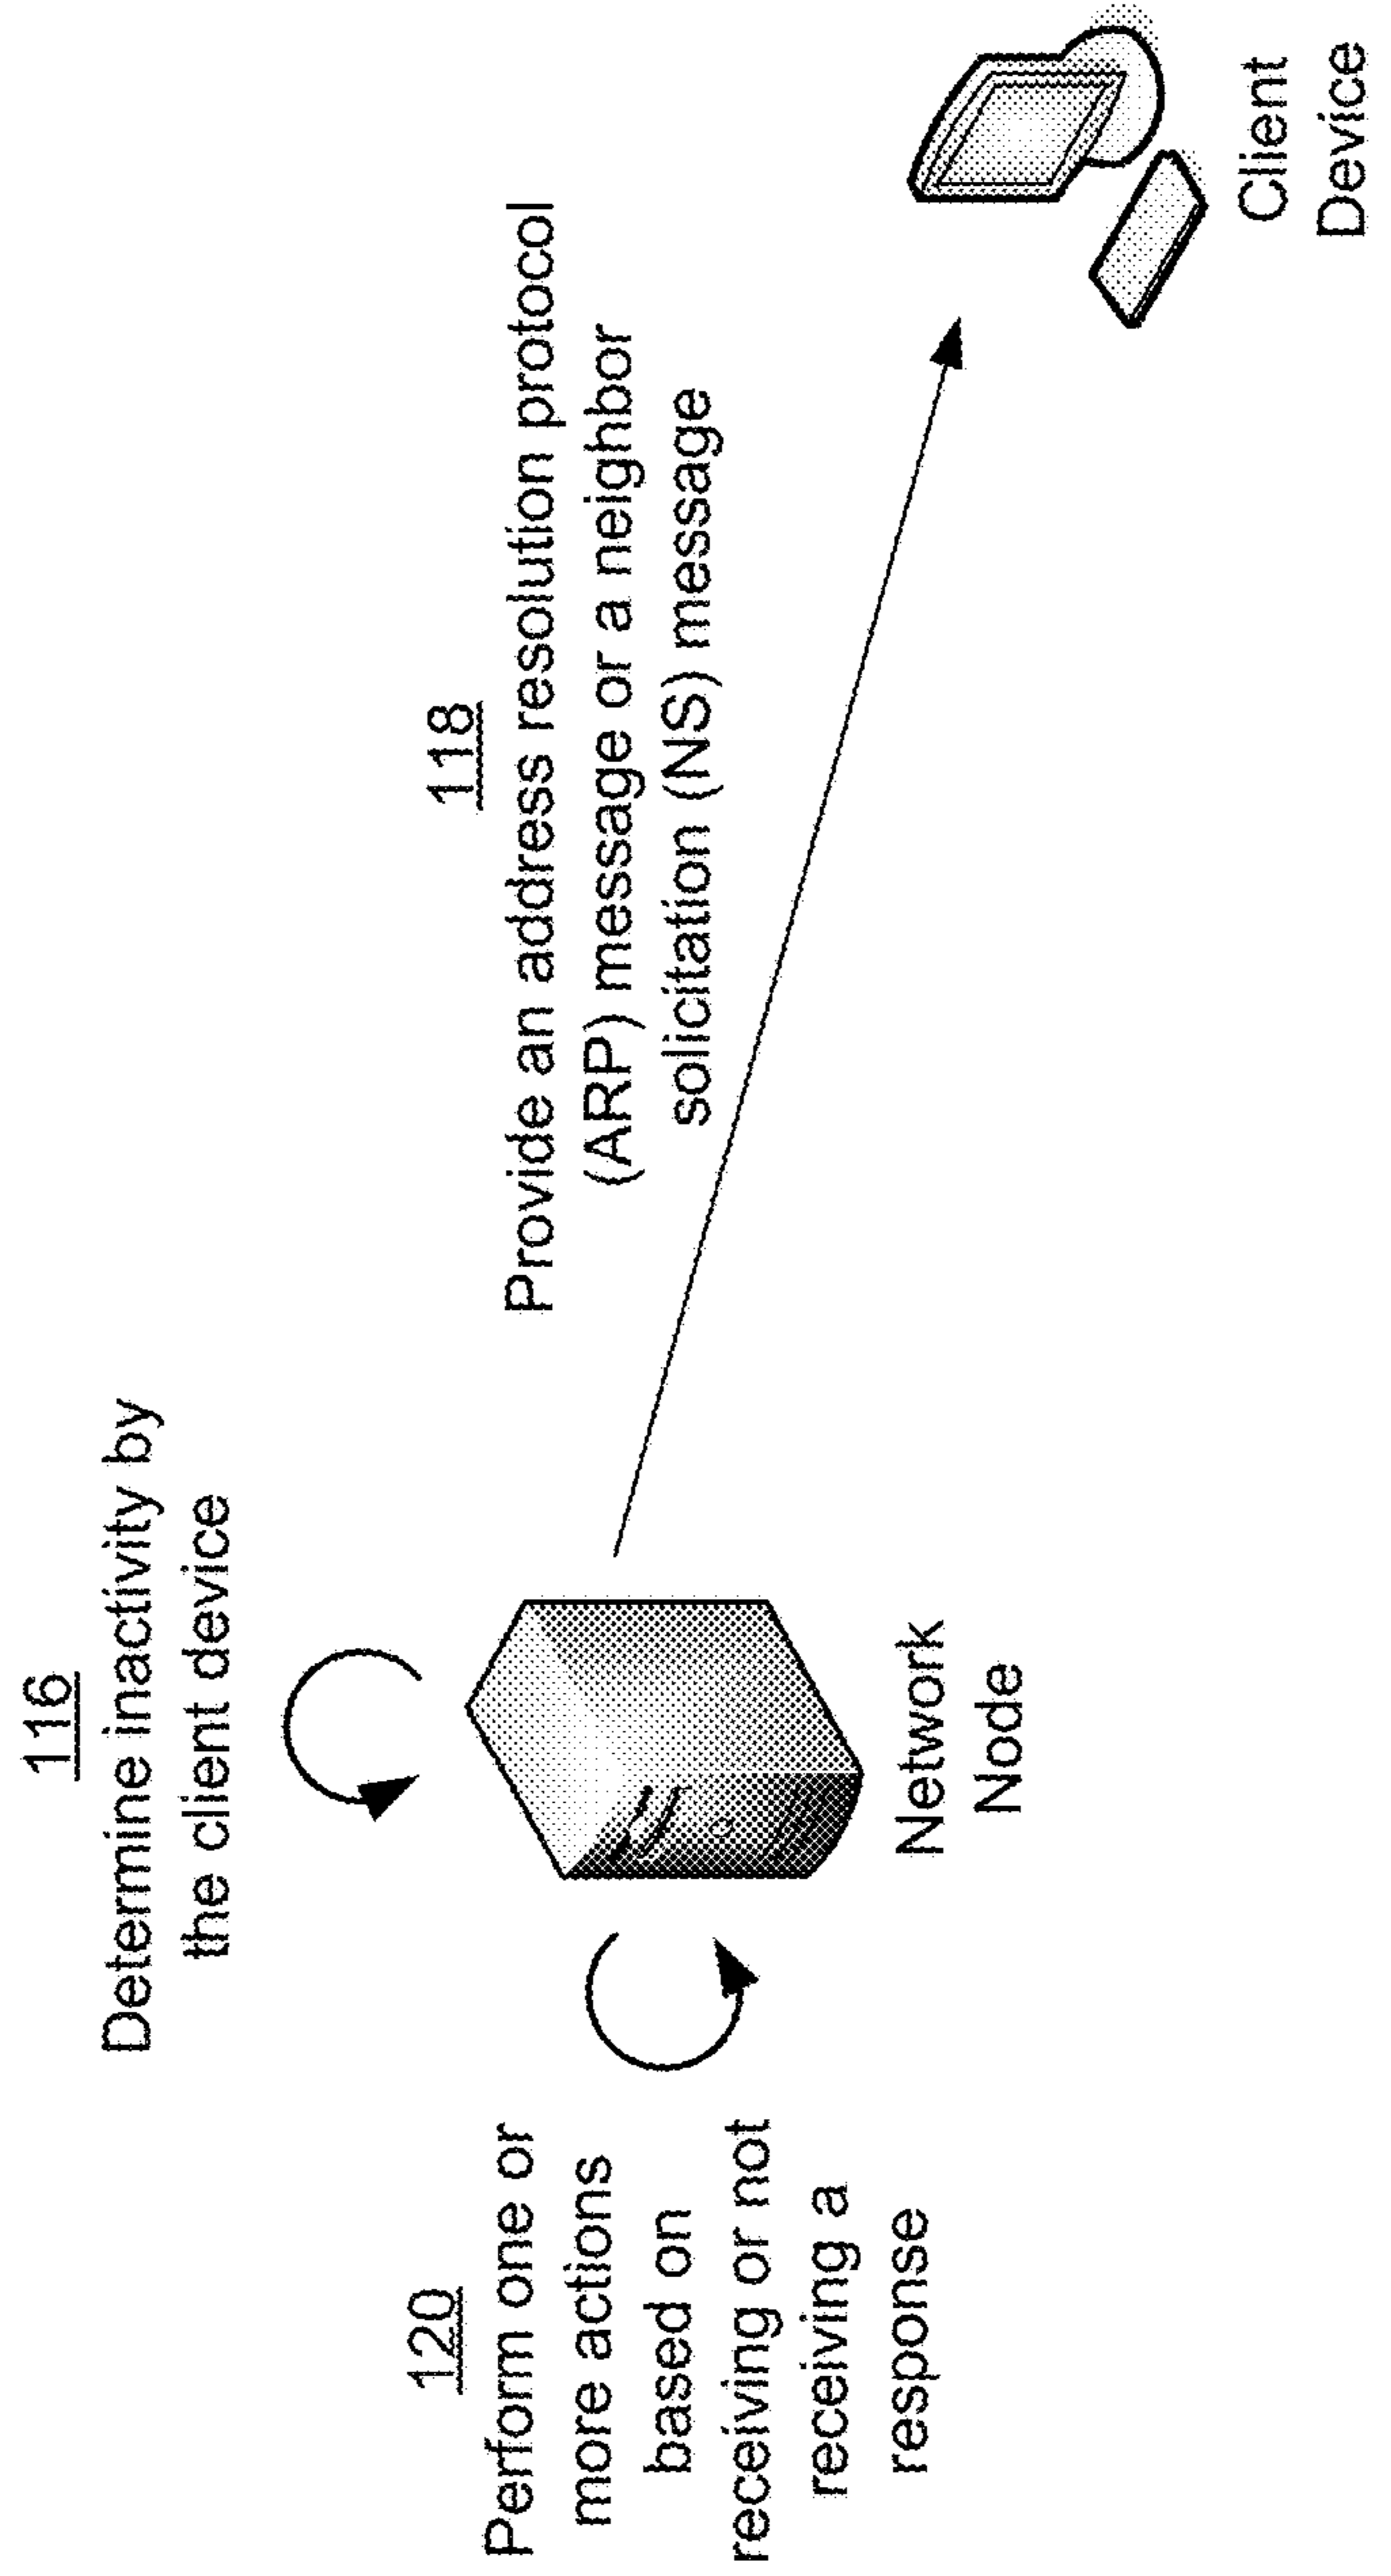 116
Determine inactivity by
the client device
118
Provide an address resolution protocol
(ARP) message or a neighbor
solicitation (NS) message
120
Perform one or
more actions
based on
receiving or not
receiving a
response
Network
Node
Client
Device